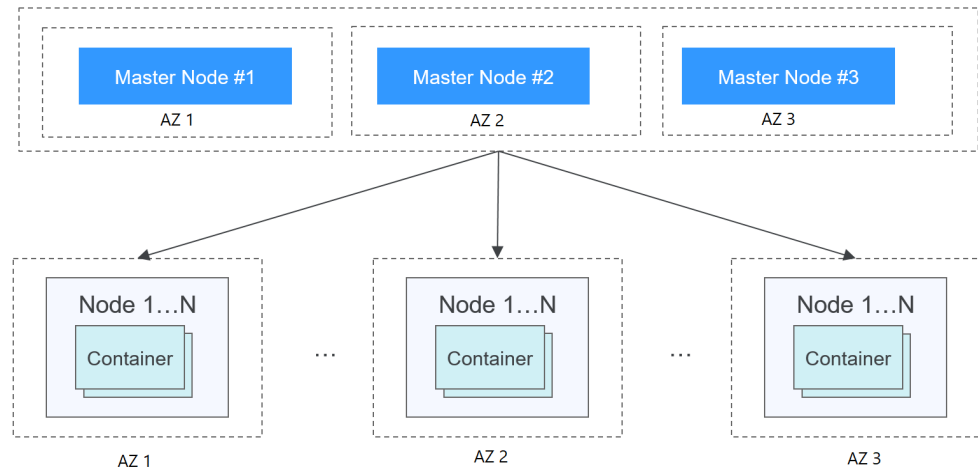 Master Node #1
Master Node #2
Master Node #3
AZ 1
AZ 2
AZ 3
Node 1…N
Node 1…N
Node 1…N
Container
...
Container
...
Container
AZ 1
AZ 2
AZ 3